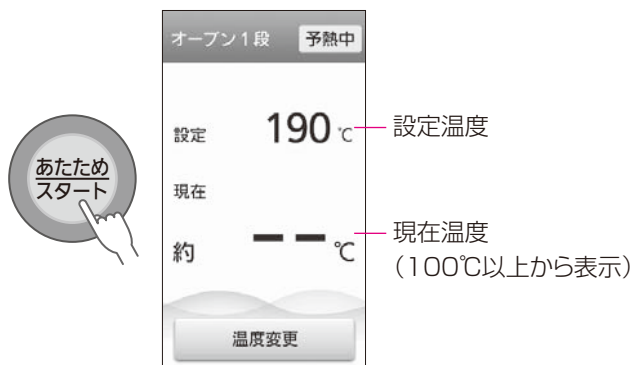 オーブン1段 予熱中
あたため
スタート
設定 190℃
設定温度
現在
約 ーー℃
現在温度
(100℃以上から表示)
温度変更